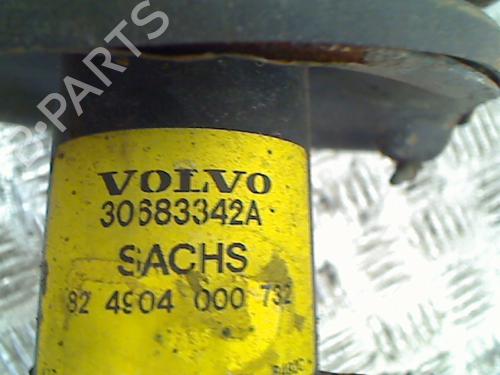 B-PARTS
VOLVO
30683342A
SACHS
82 4904 000 732